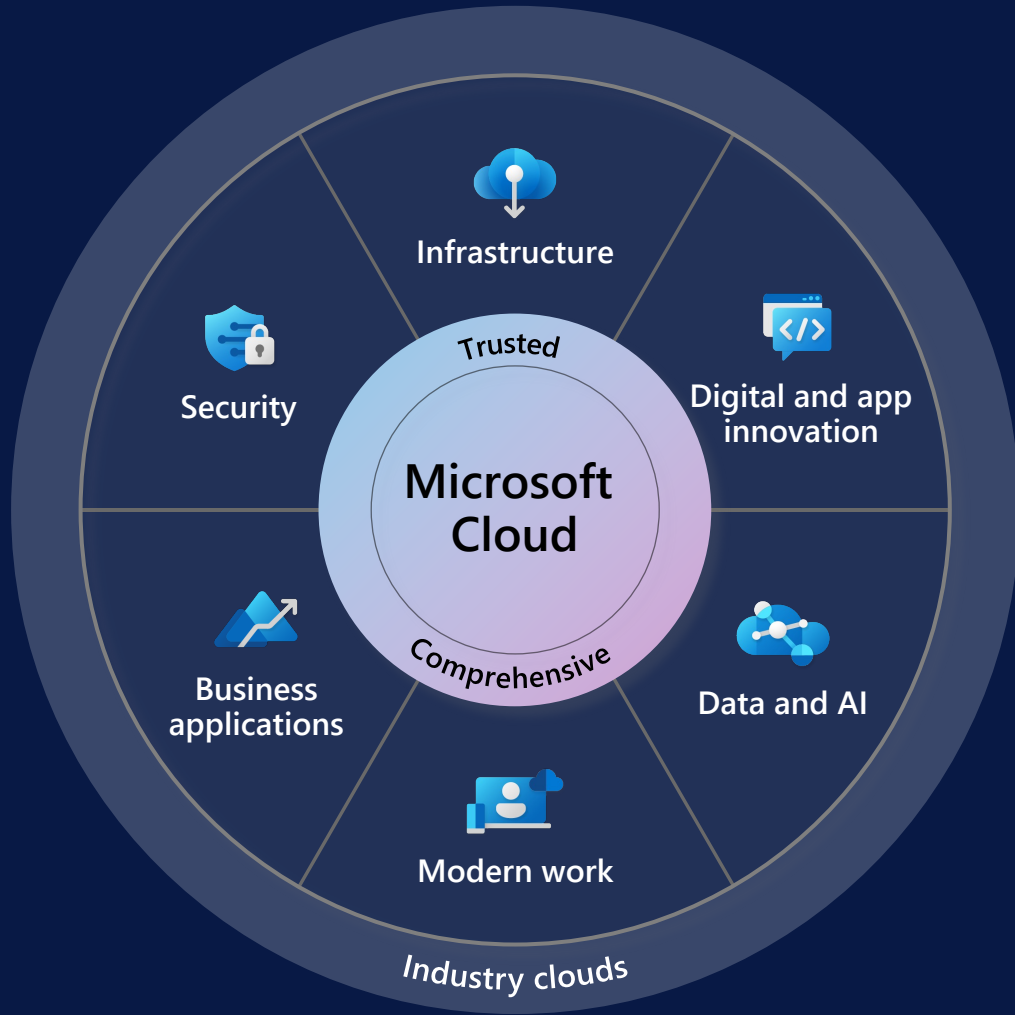 Infrastructure
Security
Digital and app
innovation
Trusted
Microsoft
Cloud
Comprehensive
Business
applications
Data and AI
Modern work
Industry clouds